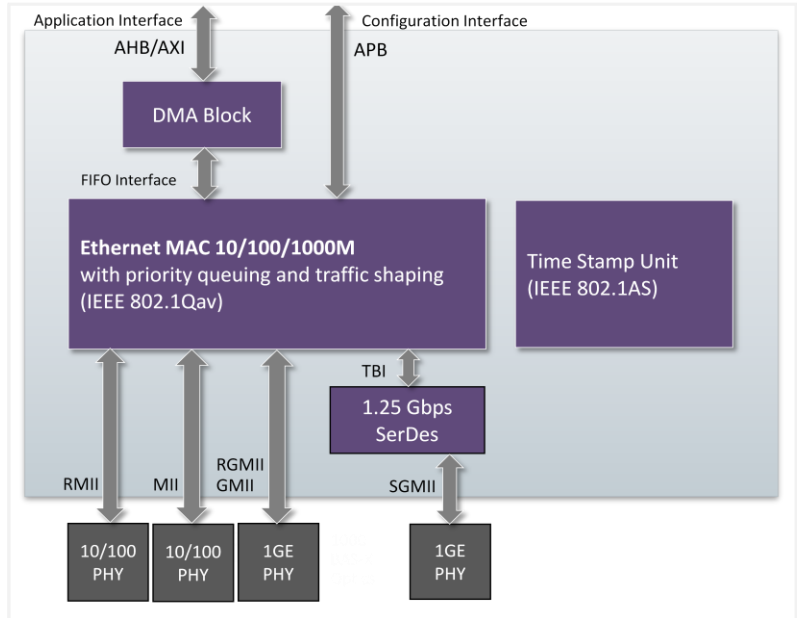 Application Interface
Configuration Interface
AHB/AXI
APB
DMA Block
FIFO Interface
Ethernet MAC 10/100/1000M
with priority queuing and traffic shaping
(IEEE 802.1Qav)
Time Stamp Unit
(IEEE 802.1AS)
TBI
1.25 Gbps
SerDes
RMII
MII
RGMII
GMII
SGMII
10/100
PHY
10/100
PHY
1GE
PHY
1GE
PHY